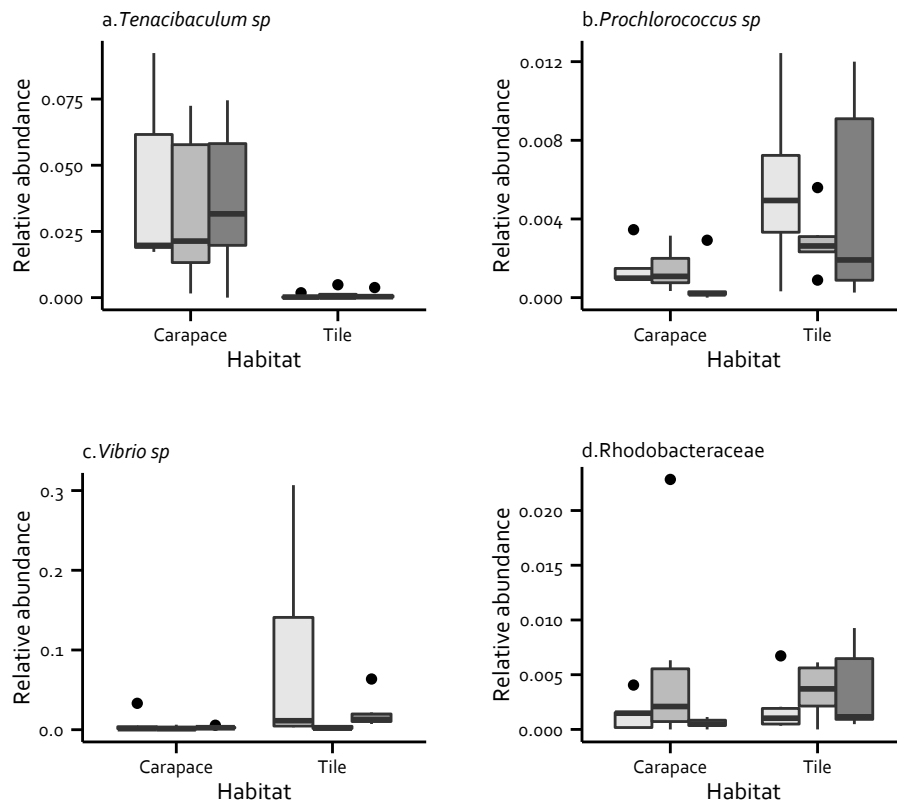 a.Tenacibaculum sp
Relative abundance
0.075
0.050
0.025
0.000
Carapace Tile
Habitat
b.Prochlorococcus sp
Relative abundance
0.012
0.008
0.004
0.000
Carapace Tile
Habitat
c.Vibrio sp
Relative abundance
0.3
0.2
0.1
0.0
Carapace Tile
Habitat
d.Rhodobacteraceae
Relative abundance
0.020
0.015
0.010
0.005
0.000
Carapace Tile
Habitat